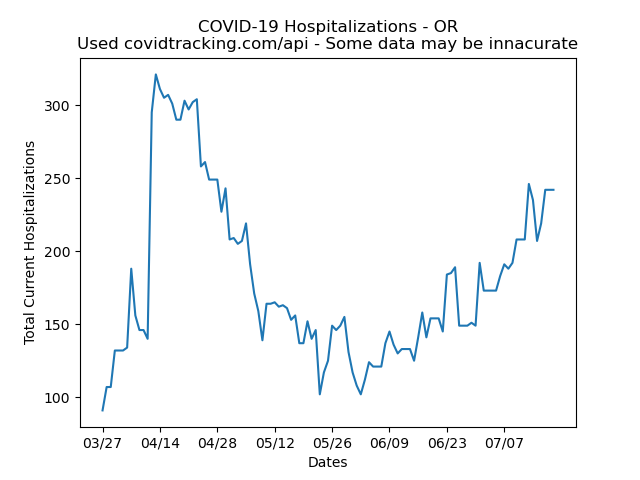 COVID-19 Hospitalizations - OR
Used covidtracking.com/api - Some data may be innacurate
Total Current Hospitalizations
300
250
200
150
100
03/27 04/14 04/28 05/12 05/26 06/09 06/23 07/07
Dates